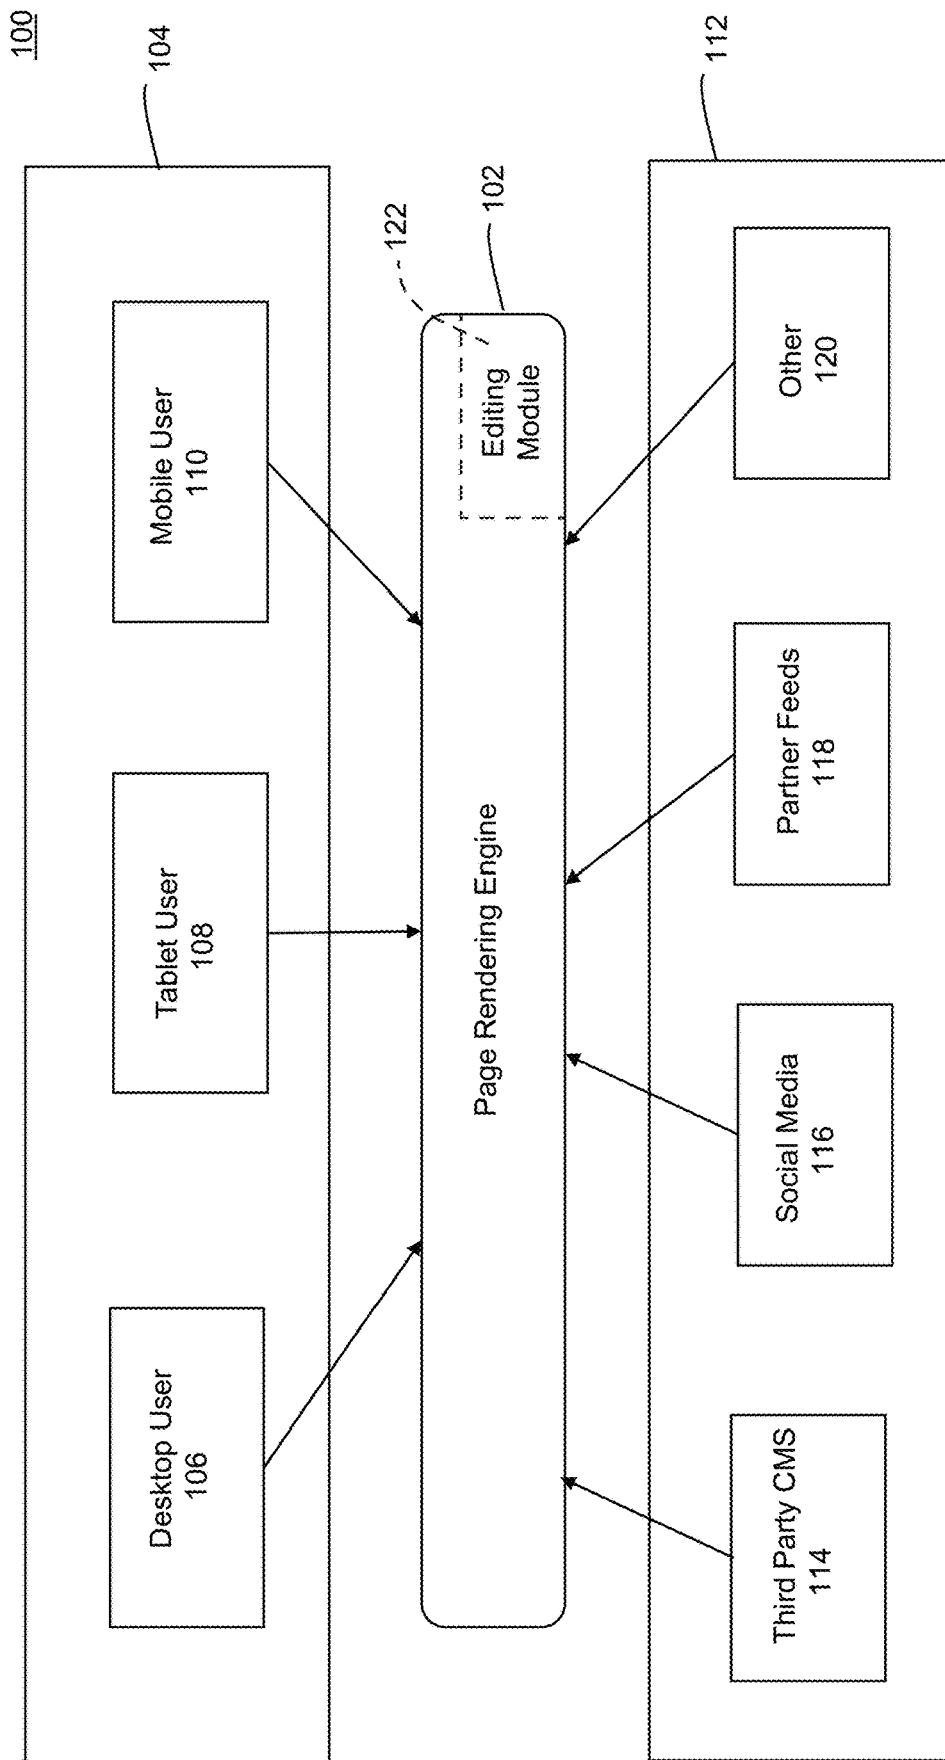 100
104
Desktop User
106
Tablet User
108
Mobile User
110
122
102
Page Rendering Engine
Editing
Module
112
Third Party CMS
114
Social Media
116
Partner Feeds
118
Other
120